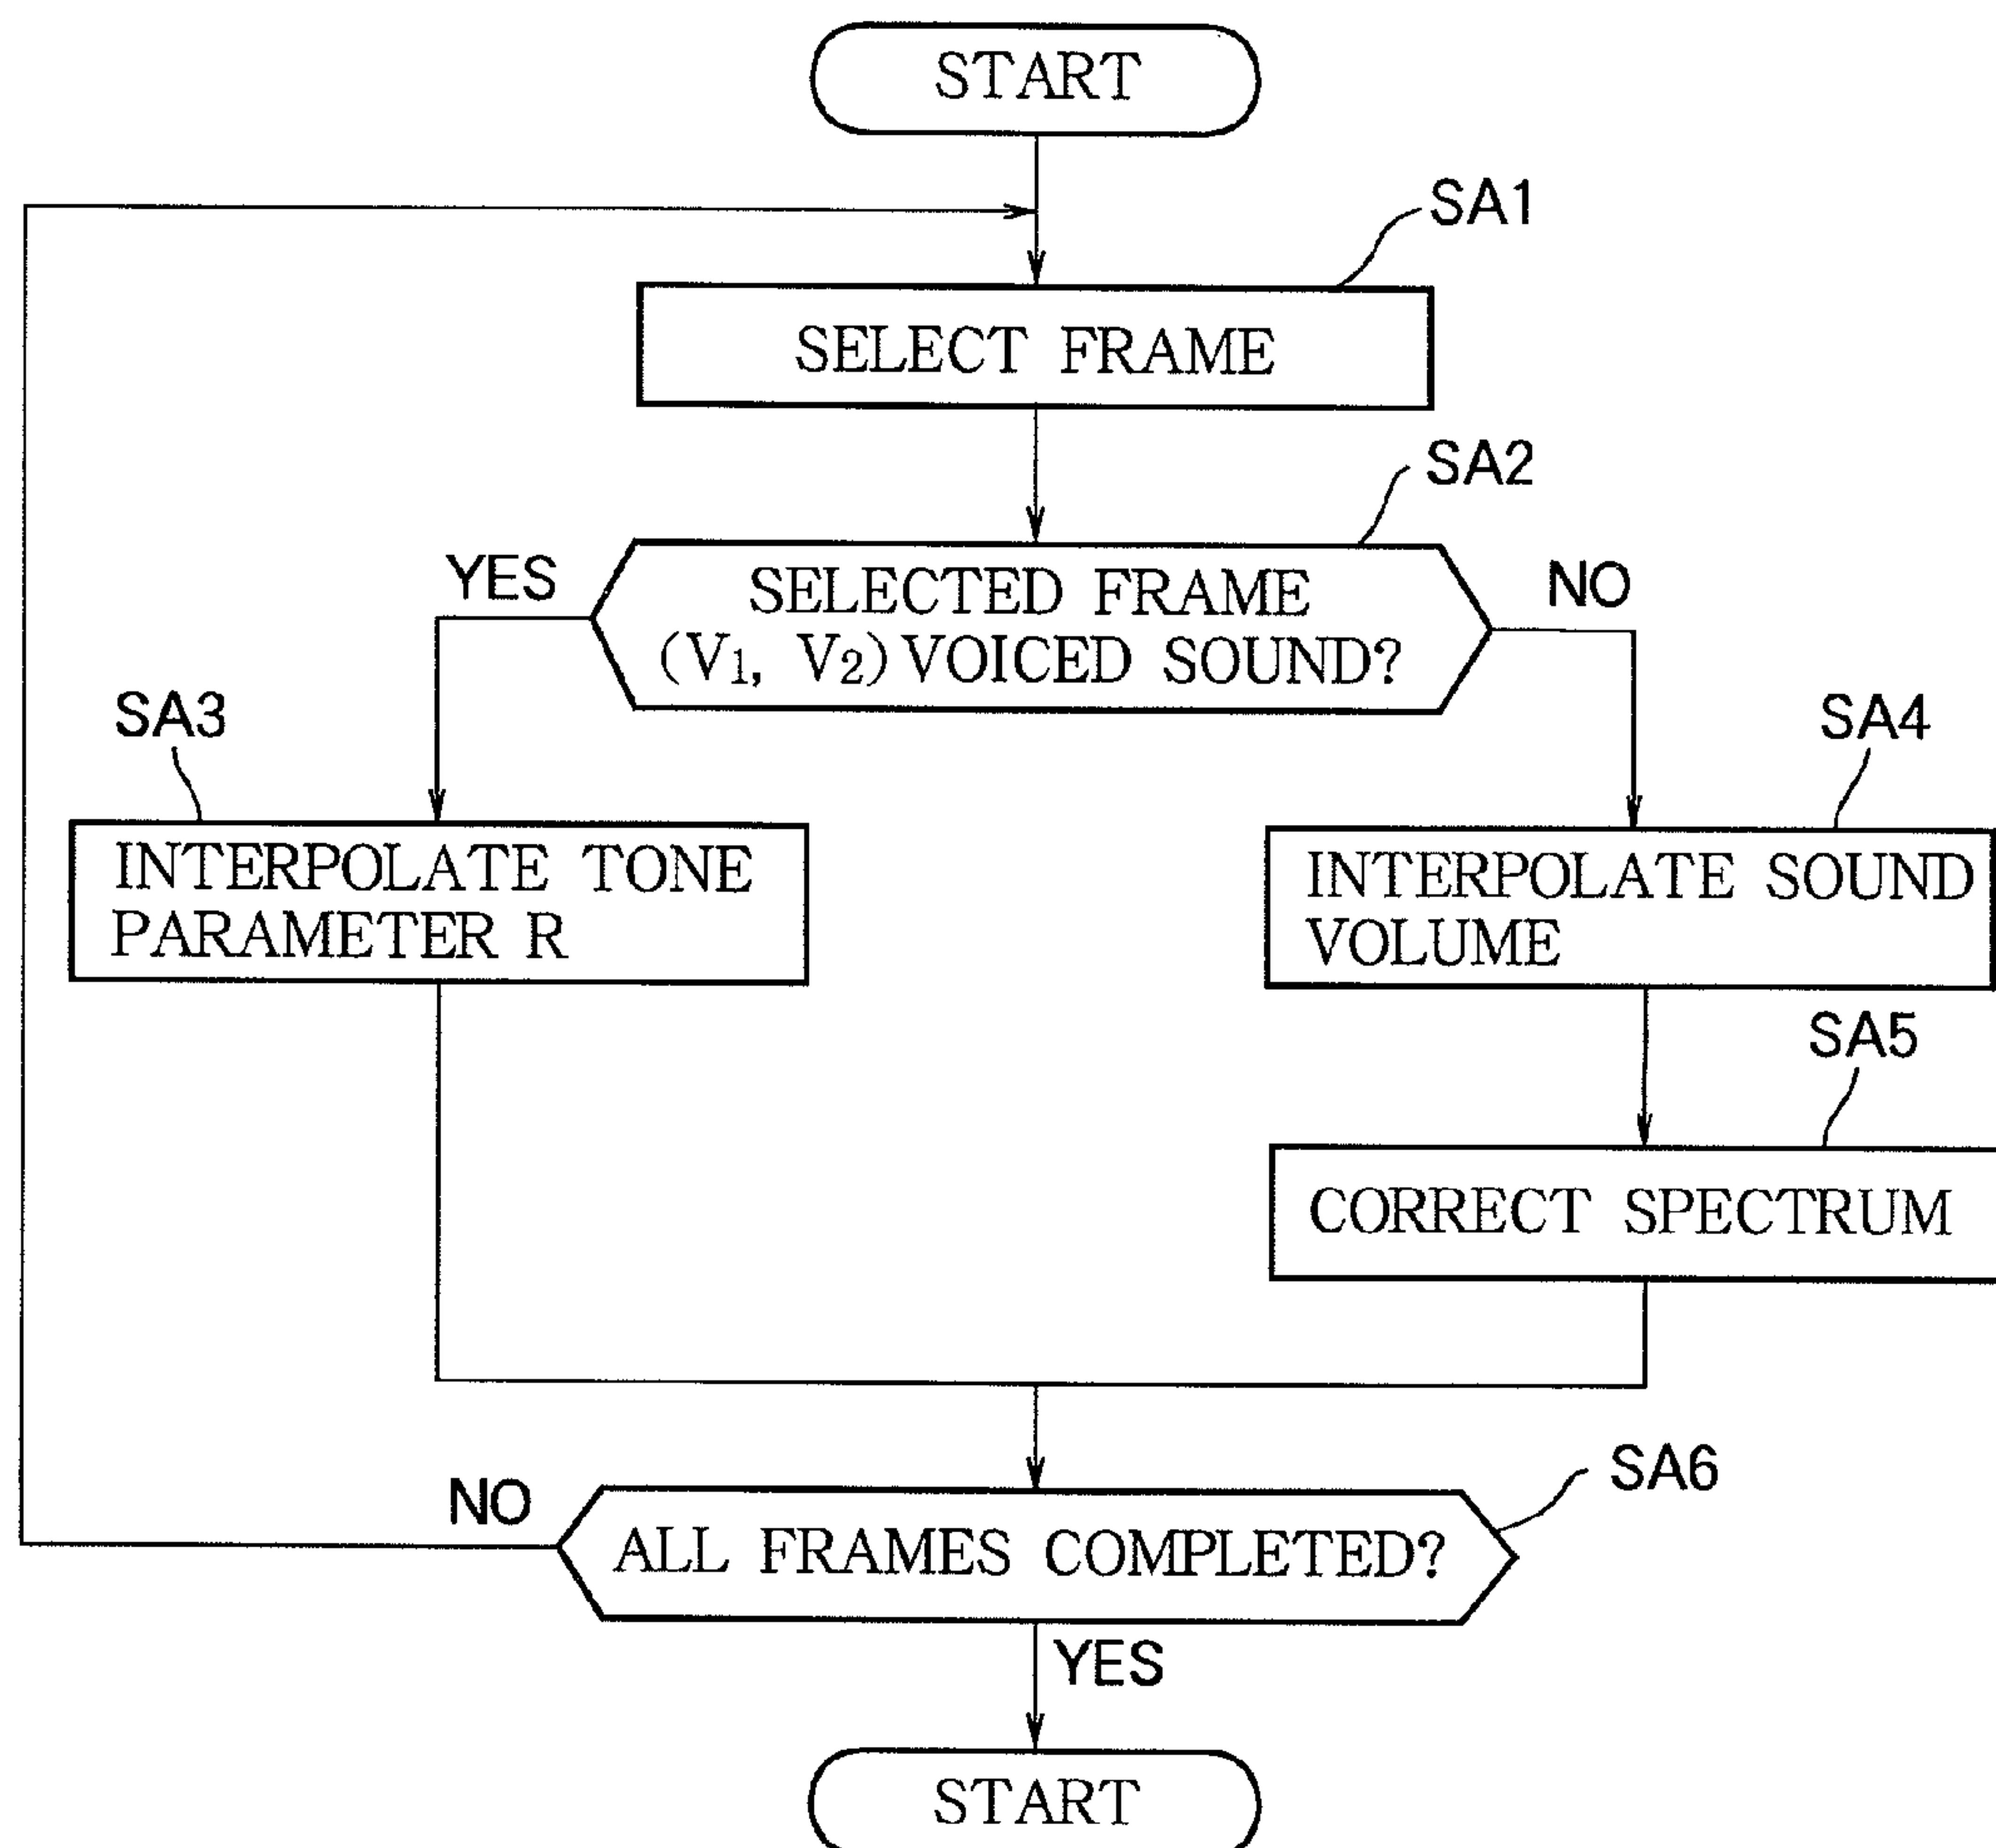 START
SA1
SELECT FRAME
SA2
YES
SELECTED FRAME
(V1, V2) VOICED SOUND?
NO
SA3
INTERPOLATE TONE
PARAMETER R
SA4
INTERPOLATE SOUND
VOLUME
SA5
CORRECT SPECTRUM
SA6
NO
ALL FRAMES COMPLETED?
YES
START